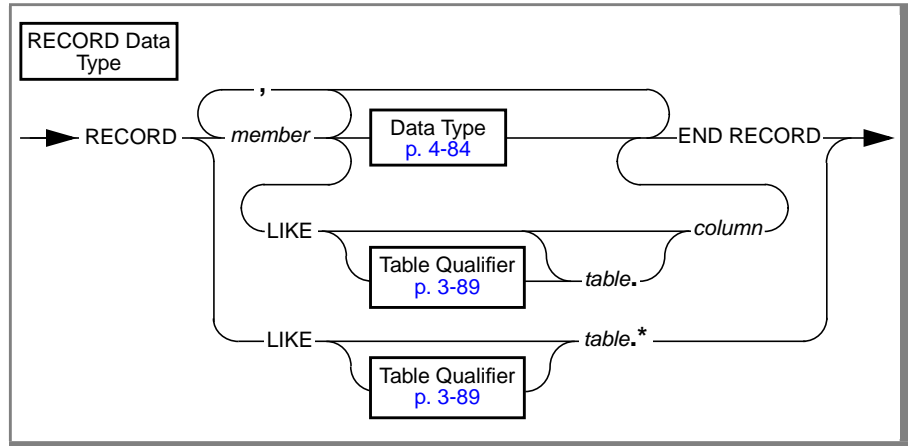 RECORD Data
Type
,
RECORD member Data Type
p. 4-84 END RECORD
LIKE column
Table Qualifier
p. 3-89 table.
LIKE table.*
Table Qualifier
p. 3-89